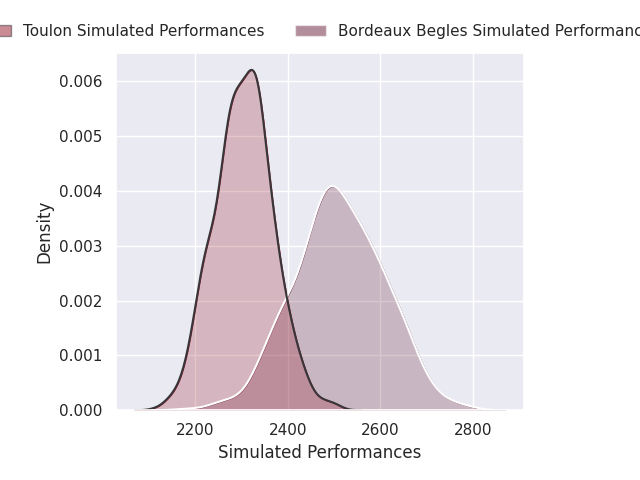 Toulon Simulated Performances Bordeaux Begles Simulated
0.006
0.005
0.004
0.003
0.002
0.001
0.000
Density
2200 2400 2600 2800
Simulated Performances